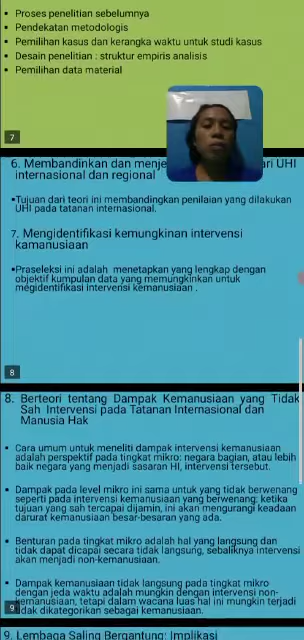 • Proses penelitian sebelumnya
• Pendekatan metodologis
• Pemilihan kasus dan kerangka waktu untuk studi kasus
• Desain penelitian : struktur empiris analisis
• Pemilihan data material
7
6. Membandinkan dan menje ari UHI
internasional dan regional
•Tujuan dari teori ini membandingkan penilaian yang dilakukan
UHI pada tatanan internasional.
7. Mengidentifikasi kemungkinan intervensi
kamanusiaan
•Praseleksi ini adalah menetapkan yang lengkap dengan
objektif kumpulan data yang memungkinkan untuk
megidentifikasi intervensi kemanusiaan .
8
8. Berteori tentang Dampak Kemanusiaan yang Tidak
Sah Intervensi pada Tatanan Internasional dan
Manusia Hak
• Cara umum untuk meneliti dampak intervensi kemanusiaan
adalah perspektif pada tingkat mikro: negara bagian, atau lebih
baik negara yang menjadi sasaran HI, intervensi tersebut.
• Dampak pada level mikro ini sama untuk yang tidak berwenang
seperti pada intervensi kemanusiaan yang berwenang: ketika
tujuan yang sah tercapai dijamin, ini akan mengurangi keadaan
darurat kemanusiaan besar-besaran yang ada.
• Benturan pada tingkat mikro adalah hal yang langsung dan
tidak dapat dicapai secara tidak langsung, sebaliknya intervensi
akan menjadi non-kemanusiaan.
• Dampak kemanusiaan tidak langsung pada tingkat mikro
dengan jeda waktu adalah mungkin dengan intervensi non-
kemanusiaan, tetapi dalam wacana luas hal ini mungkin terjadi
tidak dikategorikan sebagai kemanusiaan.
9
9. Lembaga Saling Bergantung: Implikasi